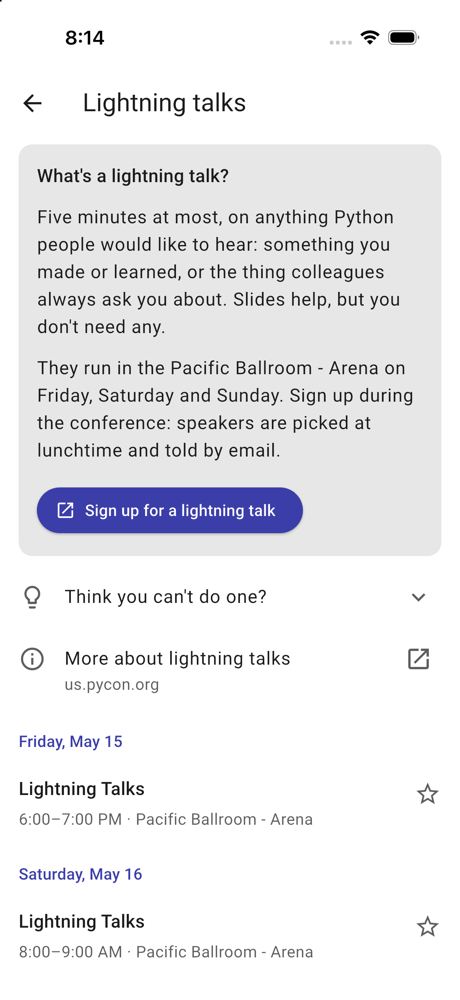 8:14
Lightning talks
What's a lightning talk?
Five minutes at most, on anything Python
people would like to hear: something you
made or learned, or the thing colleagues
always ask you about. Slides help, but you
don't need any.
They run in the Pacific Ballroom - Arena on
Friday, Saturday and Sunday. Sign up during
the conference: speakers are picked at
lunchtime and told by email.
Sign up for a lightning talk
Think you can't do one?
More about lightning talks
us.pycon.org
Friday, May 15
Lightning Talks
6:00–7:00 PM · Pacific Ballroom - Arena
Saturday, May 16
Lightning Talks
8:00–9:00 AM · Pacific Ballroom - Arena